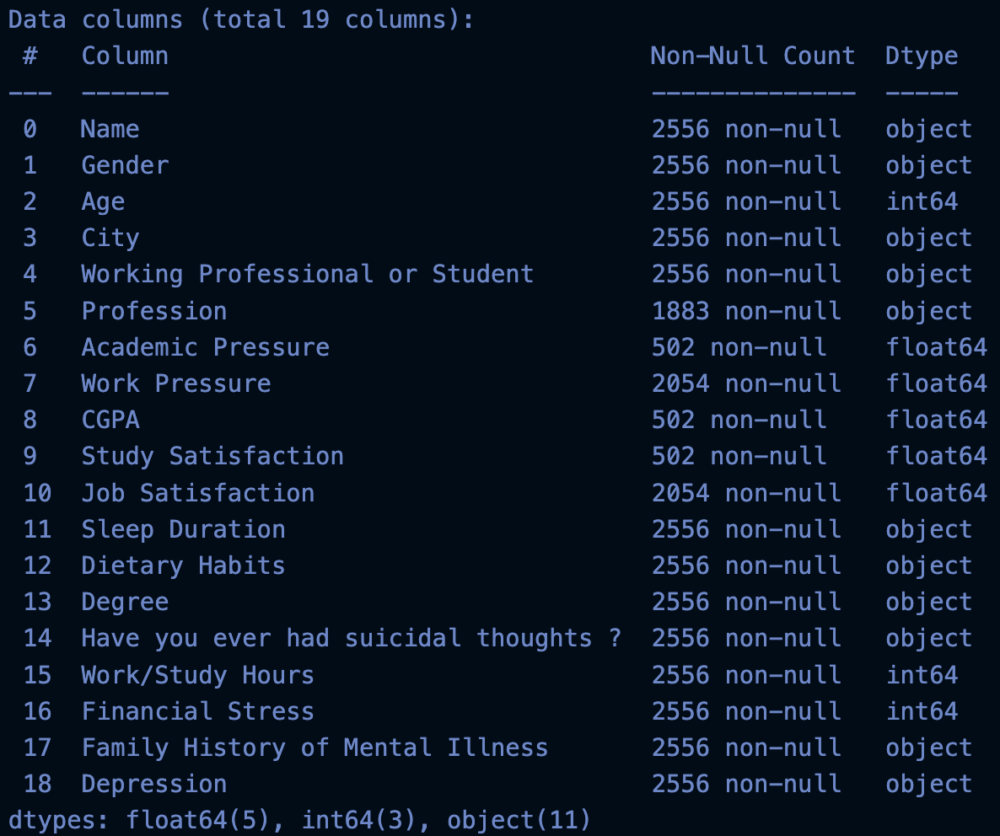 Data columns (total 19 columns):
 #   Column                                 Non-Null Count  Dtype
---  ------                                 --------------  -----
 0   Name                                   2556 non-null   object
 1   Gender                                 2556 non-null   object
 2   Age                                    2556 non-null   int64
 3   City                                   2556 non-null   object
 4   Working Professional or Student        2556 non-null   object
 5   Profession                             1883 non-null   object
 6   Academic Pressure                      502 non-null    float64
 7   Work Pressure                          2054 non-null   float64
 8   CGPA                                   502 non-null    float64
 9   Study Satisfaction                     502 non-null    float64
 10  Job Satisfaction                       2054 non-null   float64
 11  Sleep Duration                         2556 non-null   object
 12  Dietary Habits                         2556 non-null   object
 13  Degree                                 2556 non-null   object
 14  Have you ever had suicidal thoughts ?  2556 non-null   object
 15  Work/Study Hours                       2556 non-null   int64
 16  Financial Stress                       2556 non-null   int64
 17  Family History of Mental Illness       2556 non-null   object
 18  Depression                             2556 non-null   object
dtypes: float64(5), int64(3), object(11)